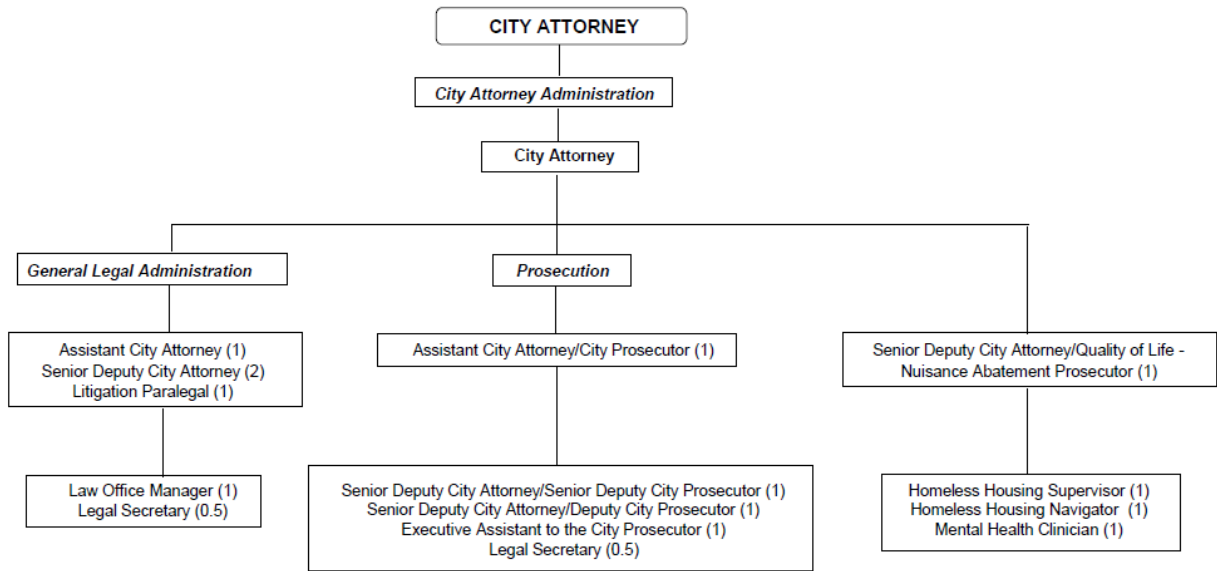 CITY ATTORNEY
City Attorney Administration
City Attorney
General Legal Administration
Prosecution
Assistant City Attorney (1)
Senior Deputy City Attorney (2)
Litigation Paralegal (1)
Assistant City Attorney/City Prosecutor (1)
Senior Deputy City Attorney/Quality of Life -
Nuisance Abatement Prosecutor (1)
Law Office Manager (1)
Legal Secretary (0.5)
Senior Deputy City Attorney/Senior Deputy City Prosecutor (1)
Senior Deputy City Attorney/Deputy City Prosecutor (1)
Executive Assistant to the City Prosecutor (1)
Legal Secretary (0.5)
Homeless Housing Supervisor (1)
Homeless Housing Navigator (1)
Mental Health Clinician (1)